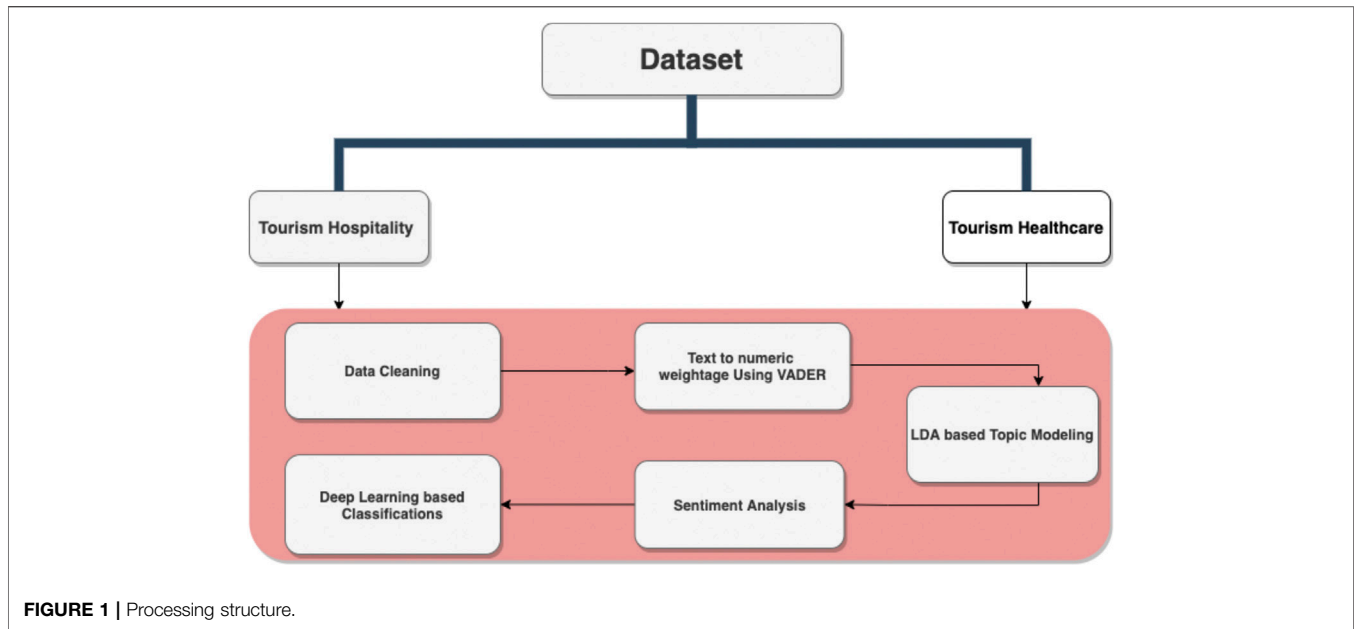 Dataset
Tourism Hospitality
Tourism Healthcare
Data Cleaning
Text to numeric
weightage Using VADER
LDA based Topic Modeling
Sentiment Analysis
Deep Learning based
Classifications
FIGURE 1 | Processing structure.